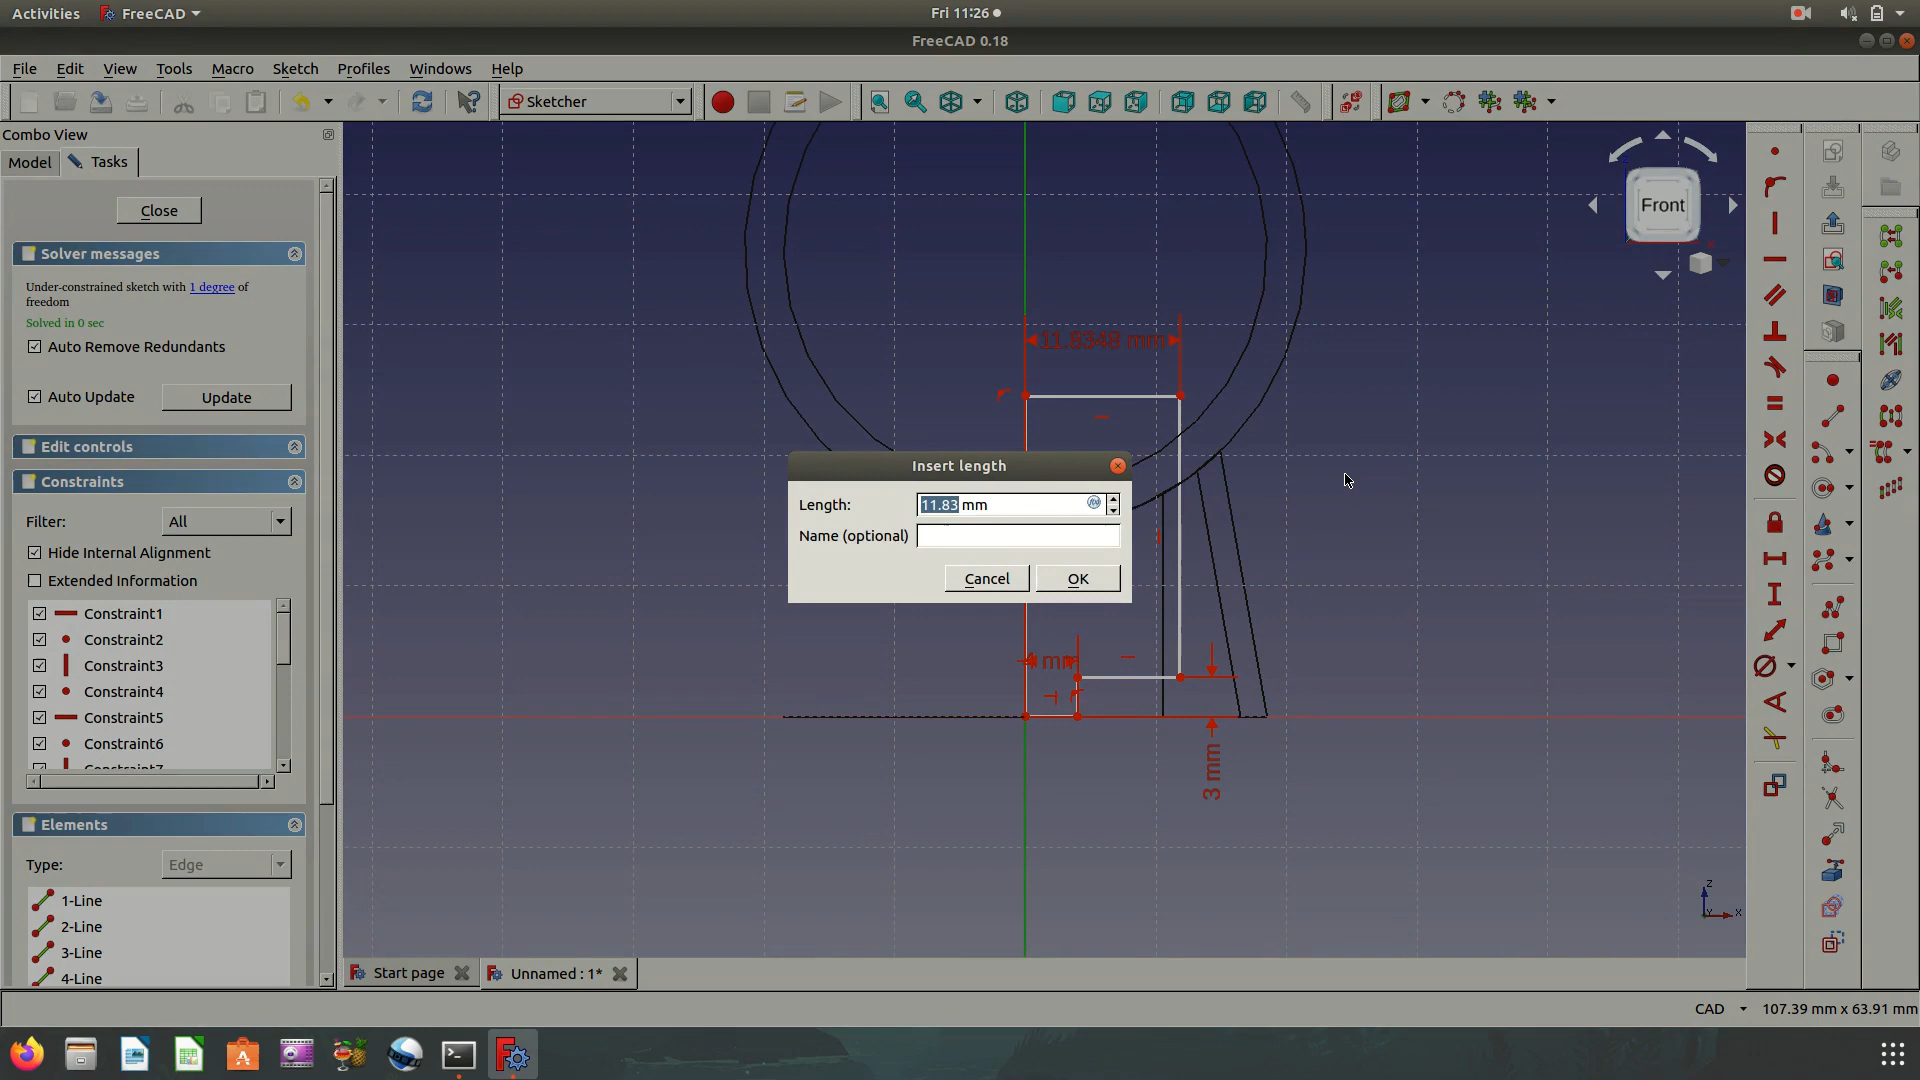 Activities FreeCAD Fri 11:26
FreeCAD 0.18
File Edit View Tools Macro Sketch Profiles Windows Help
Sketcher
Combo View
Model Tasks
Close
Solver messages
Under-constrained sketch with 1 degree of
freedom
Solved in 0 sec
Auto Remove Redundants
Auto Update Update
Edit controls
Constraints
Filter: All
Hide Internal Alignment
Extended Information
Constraint1
Constraint2
Constraint3
Constraint4
Constraint5
Constraint6
Constraint7
Elements
Type: Edge
1-Line
2-Line
3-Line
4-Line
Front
11.8348 mm
Insert length
Length: 11.83 mm
Name (optional)
Cancel OK
4 mm
3 mm
Z
Y X
Start page Unnamed : 1*
CAD 107.39 mm x 63.91 mm